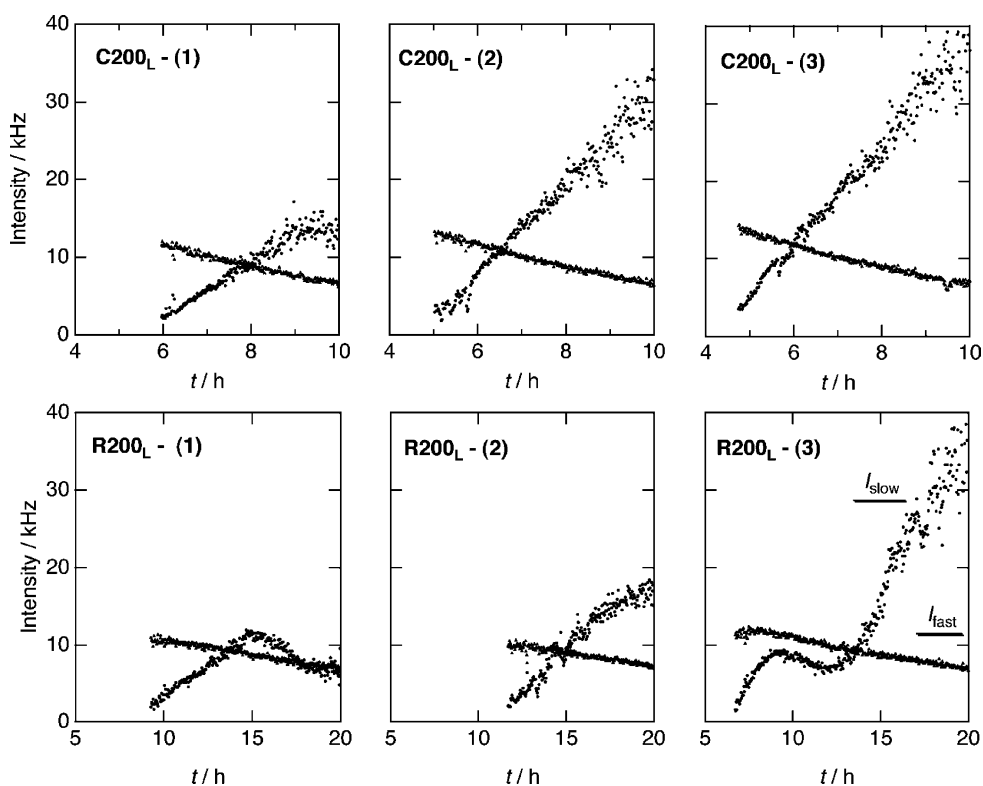 C200L - (1)
C200L - (2)
C200L - (3)
Intensity / kHz
40
30
20
10
0
4 6 8 10
4 6 8 10
4 6 8 10
t / h
t / h
t / h
R200L - (1)
R200L - (2)
R200L - (3)
Islow
Ifast
Intensity / kHz
40
30
20
10
0
5 10 15 20
5 10 15 20
5 10 15 20
t / h
t / h
t / h